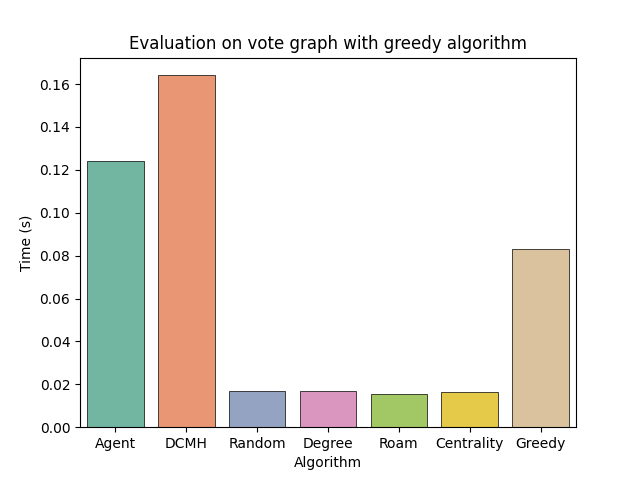 Evaluation on vote graph with greedy algorithm
Time (s)
0.16
0.14
0.12
0.10
0.08
0.06
0.04
0.02
0.00
Agent DCMH Random Degree Roam Centrality Greedy
Algorithm